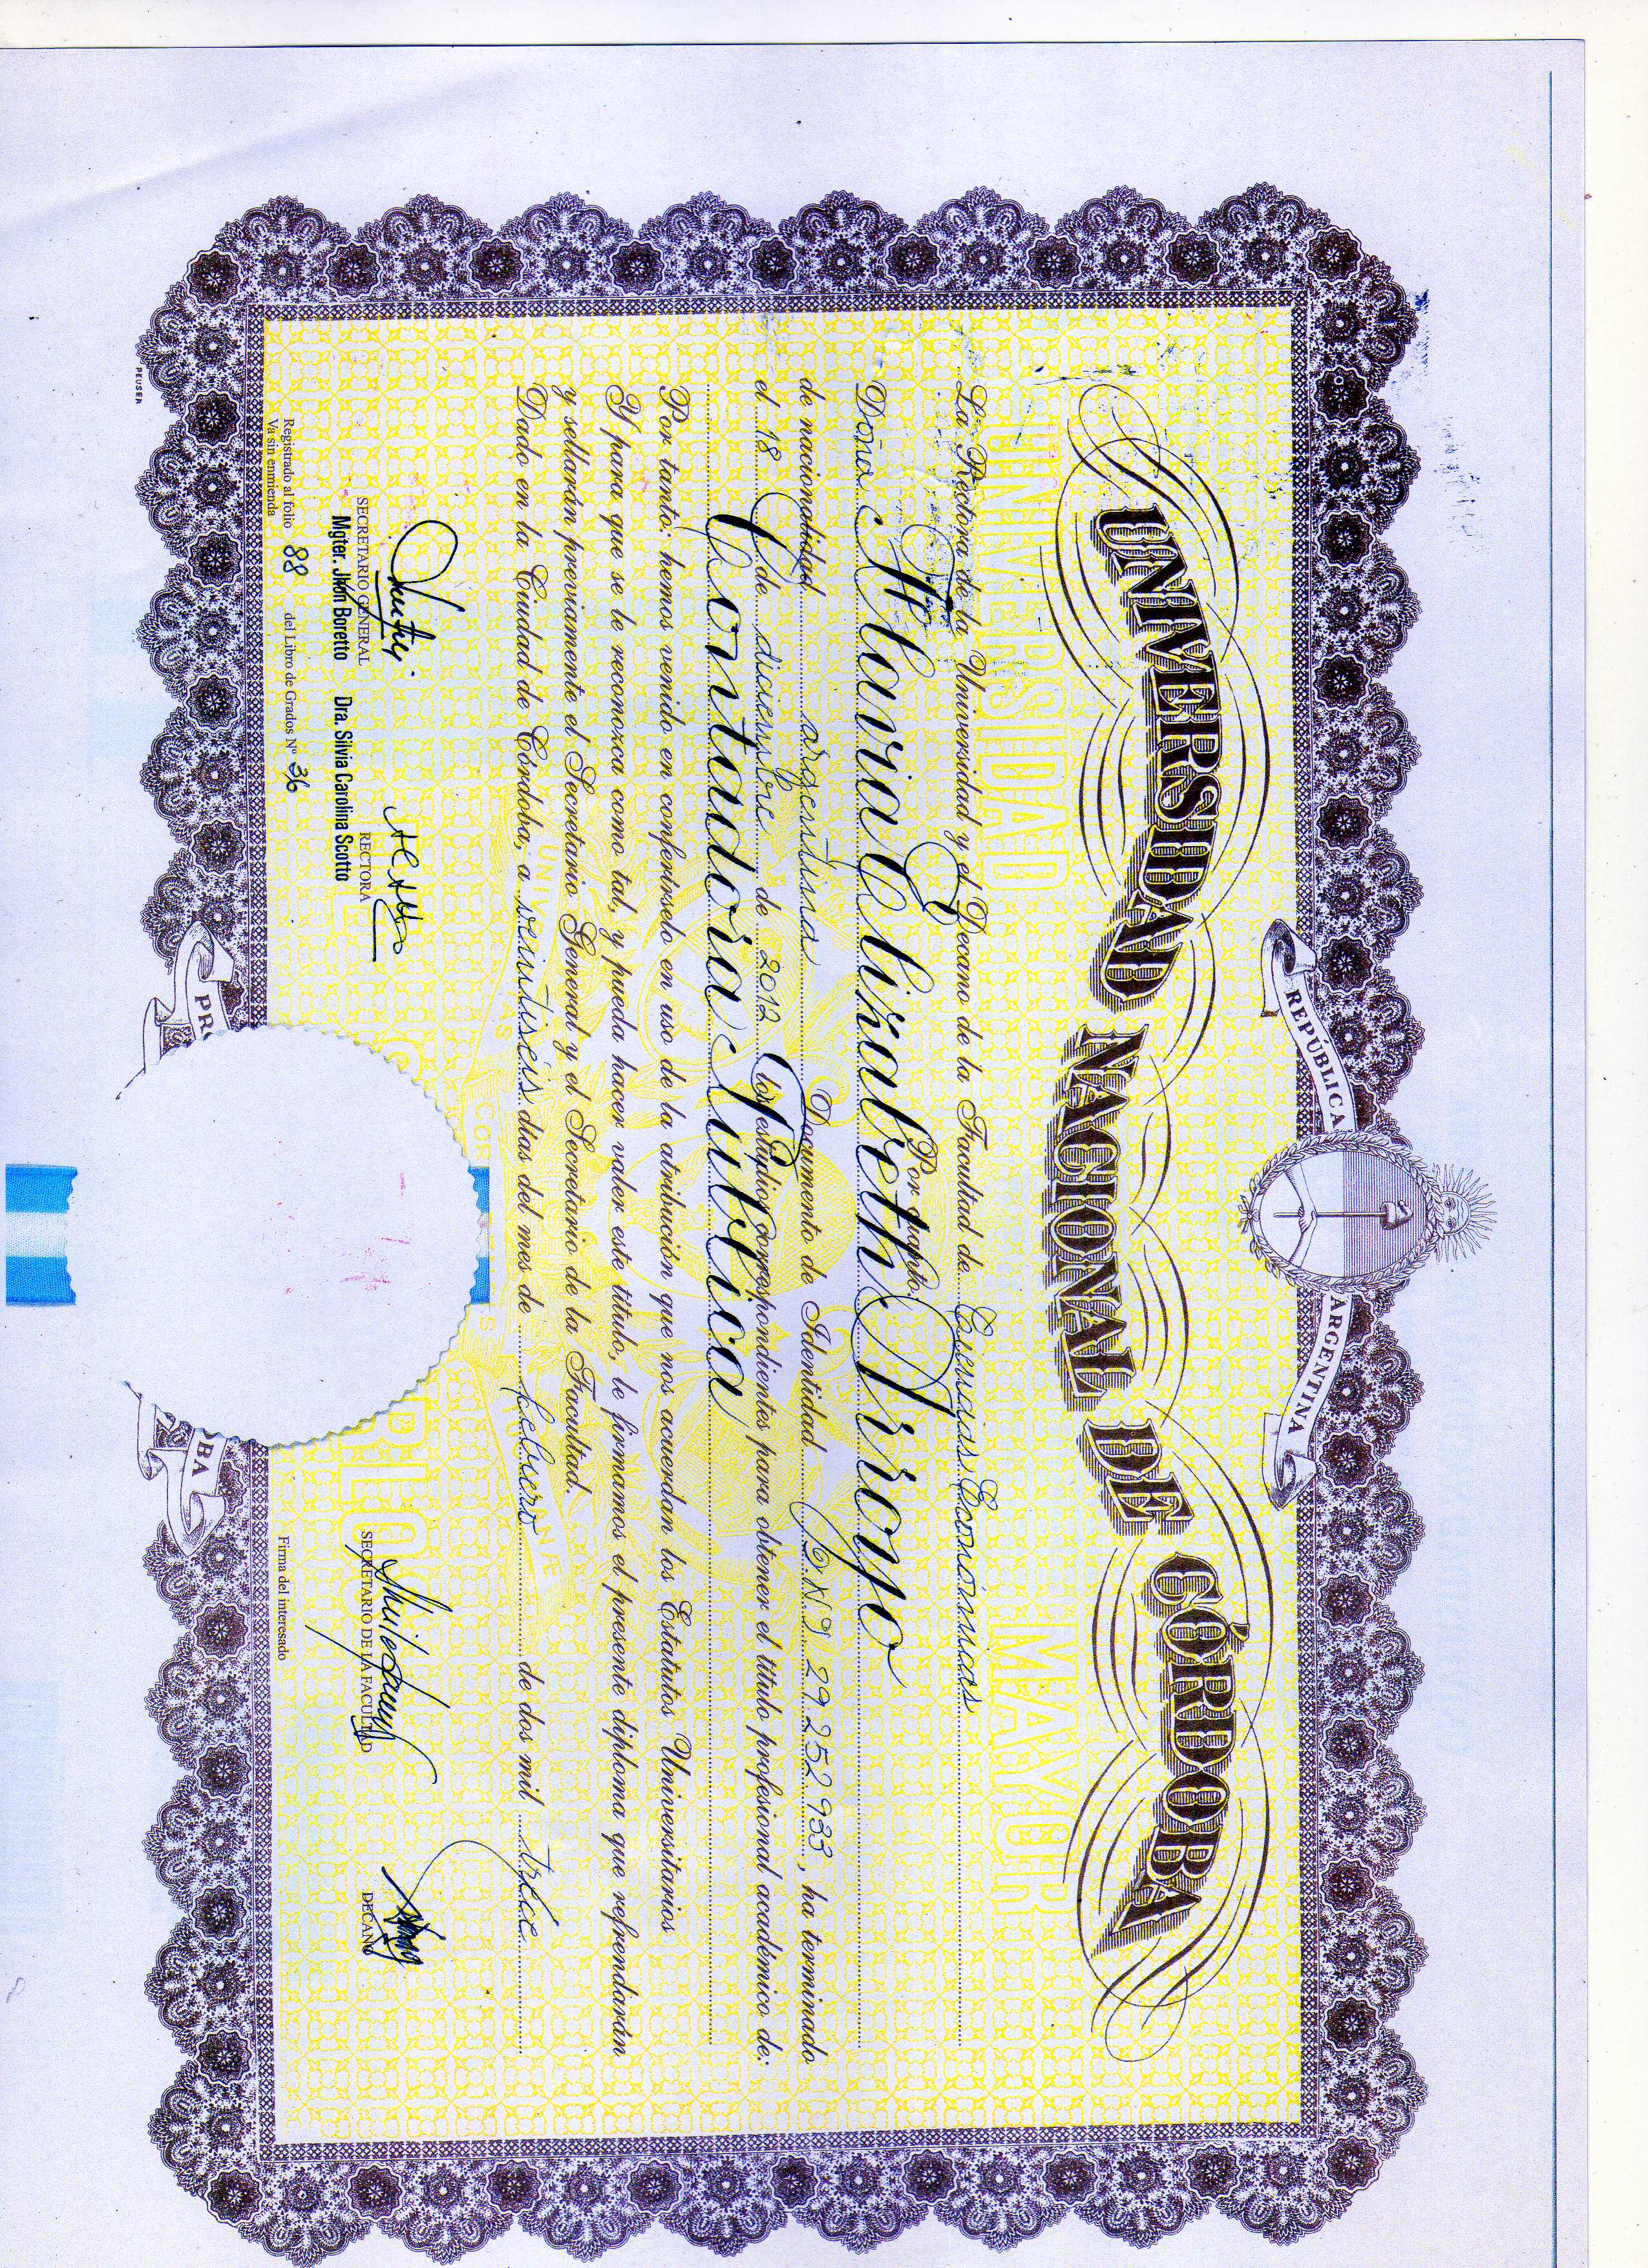 REPÚBLICA ARGENTINA
UNIVERSIDAD NACIONAL DE CÓRDOBA
UNIVERSIDAD MAYOR
La Rectora de la Universidad y el Decano de la Facultad de Ciencias Económicas
Por cuanto:
Doña Flavia Elizabeth Arroyo
de nacionalidad argentina Documento de Identidad D.N.I 29.252.933, ha terminado
el 18 de diciembre de 2012 los estudios correspondientes para obtener el título profesional académico de:
Contadora Pública
Por tanto: hemos venido en conferírselo en uso de la atribución que nos acuerdan los Estatutos Universitarios
Y para que se le reconozca como tal, y pueda hacer valer este título, le firmamos el presente diploma que refrendarán
y sellarán previamente el Secretario General y el Secretario de la Facultad.
Dado en la Ciudad de Córdoba, a veintiséis días del mes de febrero de dos mil trece
SECRETARIO GENERAL RECTORA SECRETARIO DE LA FACULTAD DECANO
Mgter. Jhon Boretto Dra. Silvia Carolina Scotto
Registrado al folio 88 del Libro de Grados Nº 36 Firma del interesado
Va sin enmienda
PEUSER